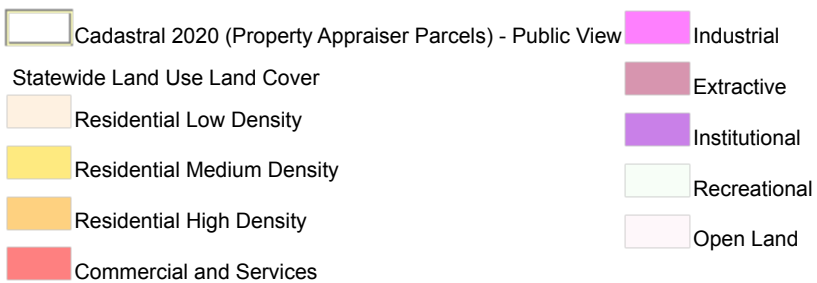 Cadastral 2020 (Property Appraiser Parcels) - Public View
Statewide Land Use Land Cover
Residential Low Density
Residential Medium Density
Residential High Density
Commercial and Services
Industrial
Extractive
Institutional
Recreational
Open Land